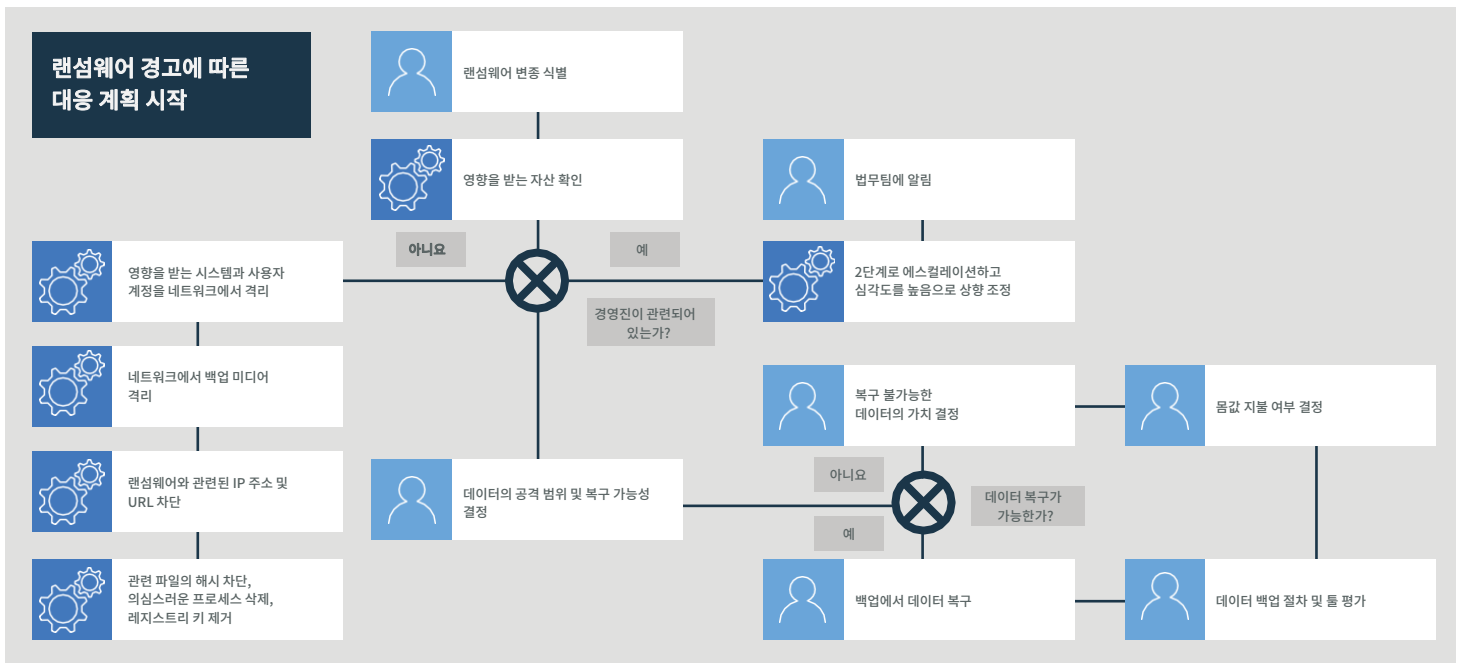 랜섬웨어 경고에 따른
대응 계획 시작
랜섬웨어 변종 식별
영향을 받는 자산 확인
아니요
예
경영진이 관련되어
있는가?
법무팀에 알림
2단계로 에스컬레이션하고
심각도를 높음으로 상향 조정
영향을 받는 시스템과 사용자
계정을 네트워크에서 격리
네트워크에서 백업 미디어
격리
랜섬웨어와 관련된 IP 주소 및
URL 차단
관련 파일의 해시 차단,
의심스러운 프로세스 삭제,
레지스트리 키 제거
데이터의 공격 범위 및 복구 가능성
결정
복구 불가능한
데이터의 가치 결정
몸값 지불 여부 결정
아니요
데이터 복구가
가능한가?
예
백업에서 데이터 복구
데이터 백업 절차 및 툴 평가